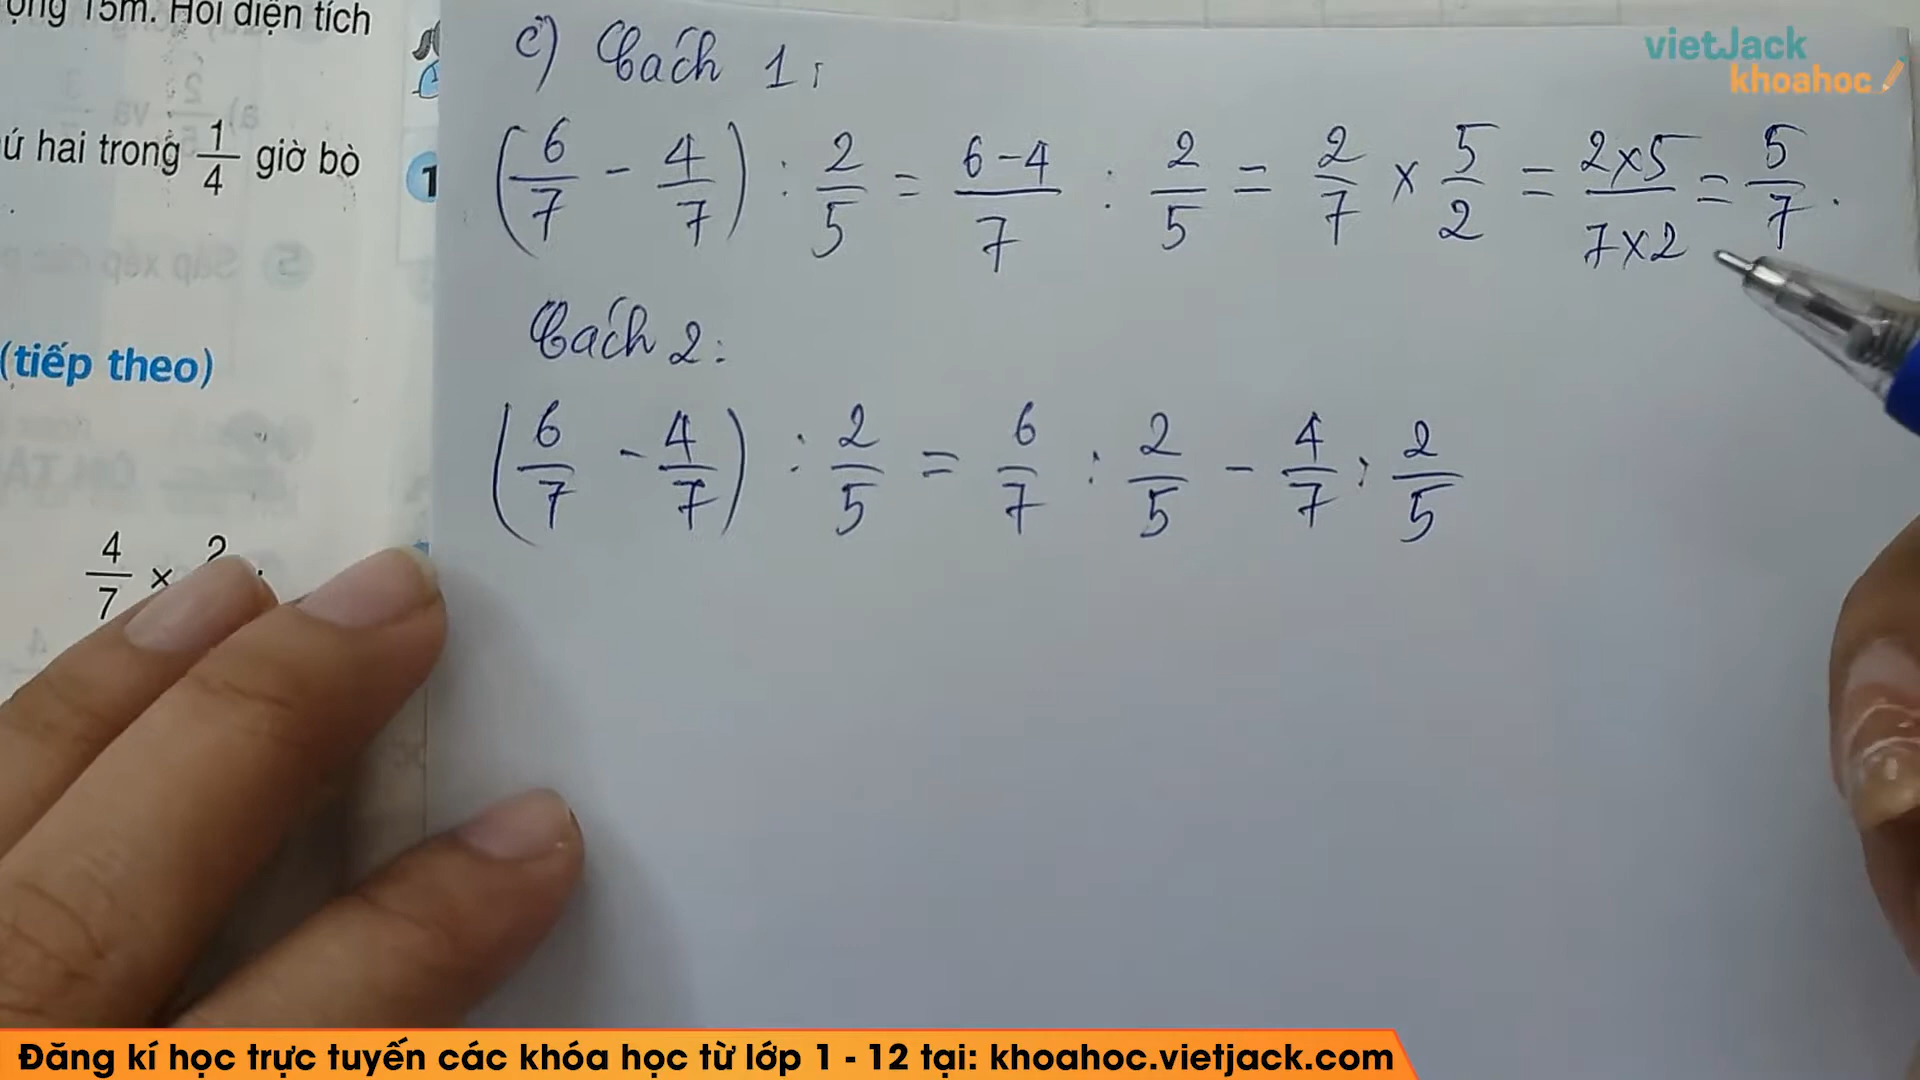 ộng 15m. Hỏi diện tích
ứ hai trong 1/4 giờ bò
(tiếp theo)
4/7 ×
1
vietJack
khoahoc
c) Cách 1:
(6/7 - 4/7) : 2/5 = (6-4)/7 : 2/5 = 2/7 × 5/2 = (2×5)/(7×2) = 5/7.
Cách 2:
(6/7 - 4/7) : 2/5 = 6/7 : 2/5 - 4/7 : 2/5
Đăng kí học trực tuyến các khóa học từ lớp 1 - 12 tại: khoahoc.vietjack.com